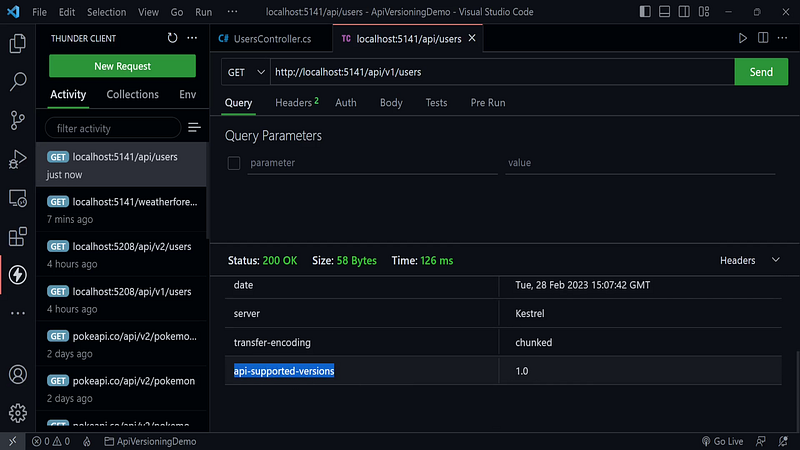 File Edit Selection View Go Run ··· localhost:5141/api/users - ApiVersioningDemo - Visual Studio Code
THUNDER CLIENT ···
New Request
Activity Collections Env
filter activity
GET localhost:5141/api/users
just now
GET localhost:5141/weatherfore...
7 mins ago
GET localhost:5208/api/v2/users
4 hours ago
GET localhost:5208/api/v1/users
4 hours ago
GET pokeapi.co/api/v2/pokemo...
2 days ago
GET pokeapi.co/api/v2/pokemon
2 days ago
GET pokeapi.co/api/v2/pokemo...
C# UsersController.cs TC localhost:5141/api/users ···
GET http://localhost:5141/api/v1/users Send
Query Headers 2 Auth Body Tests Pre Run
Query Parameters
parameter value
Status: 200 OK Size: 58 Bytes Time: 126 ms Headers
date Tue, 28 Feb 2023 15:07:42 GMT
server Kestrel
transfer-encoding chunked
api-supported-versions 1.0
0 0 ApiVersioningDemo Go Live